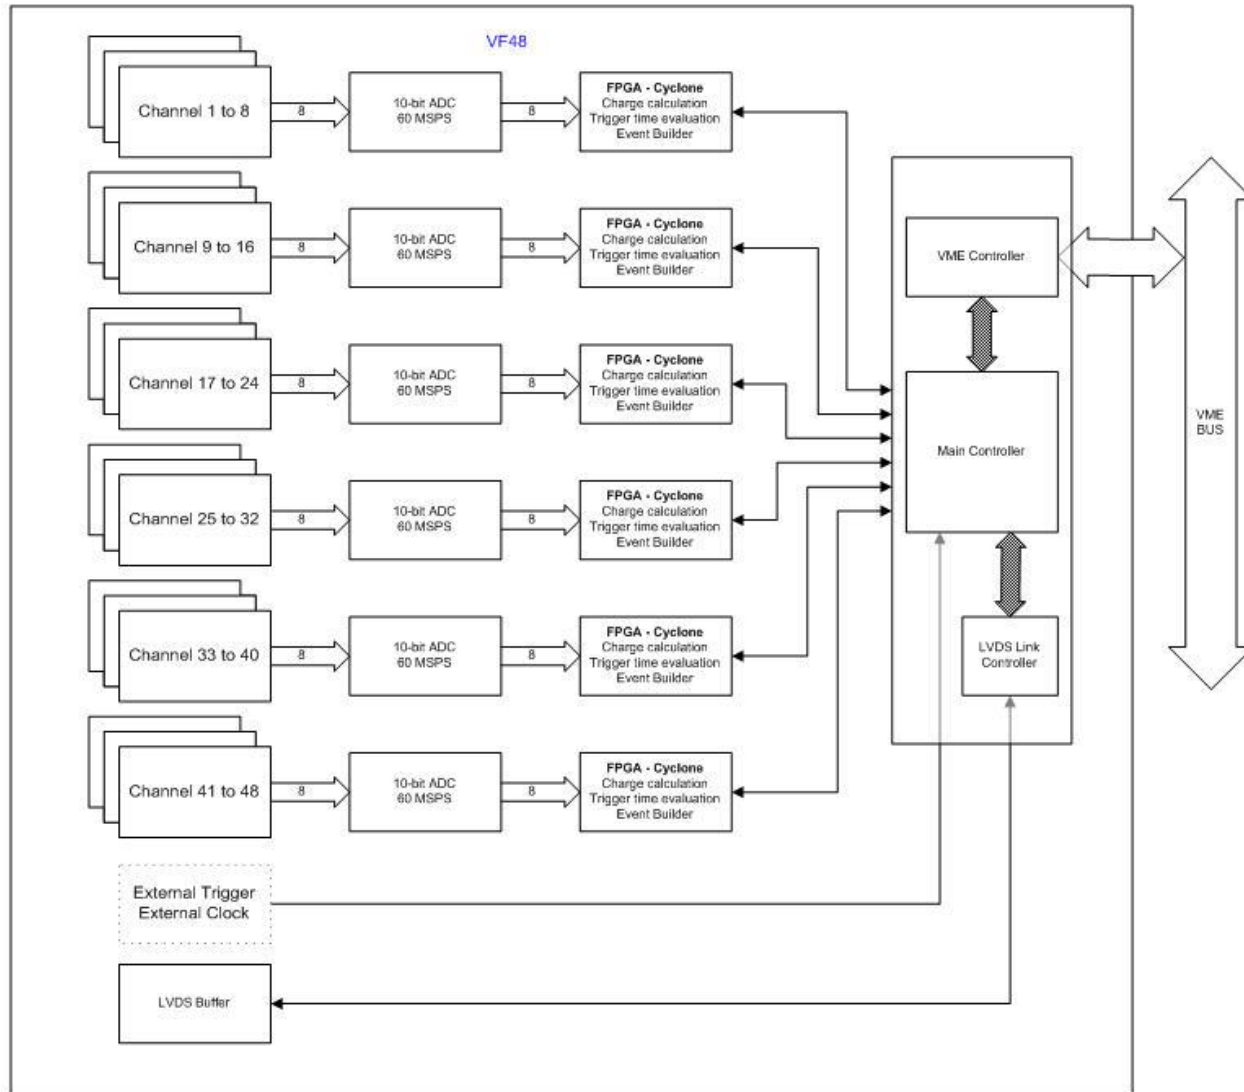 VF48
Channel 1 to 8
8
10-bit ADC
60 MSPS
8
FPGA - Cyclone
Charge calculation
Trigger time evaluation
Event Builder
Channel 9 to 16
8
10-bit ADC
60 MSPS
8
FPGA - Cyclone
Charge calculation
Trigger time evaluation
Event Builder
VME Controller
Channel 17 to 24
8
10-bit ADC
60 MSPS
8
FPGA - Cyclone
Charge calculation
Trigger time evaluation
Event Builder
VME
BUS
Main Controller
Channel 25 to 32
8
10-bit ADC
60 MSPS
8
FPGA - Cyclone
Charge calculation
Trigger time evaluation
Event Builder
Channel 33 to 40
8
10-bit ADC
60 MSPS
8
FPGA - Cyclone
Charge calculation
Trigger time evaluation
Event Builder
LVDS Link
Controller
Channel 41 to 48
8
10-bit ADC
60 MSPS
8
FPGA - Cyclone
Charge calculation
Trigger time evaluation
Event Builder
External Trigger
External Clock
LVDS Buffer